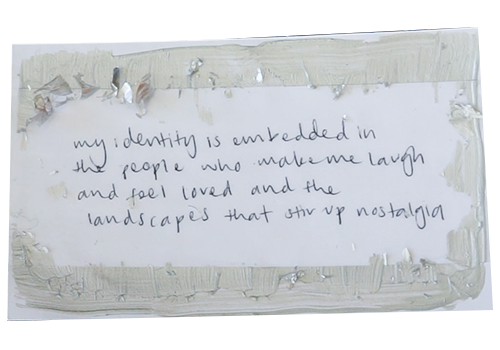 my identity is embedded in
the people who make me laugh
and feel loved and the
landscapes that stir up nostalgia